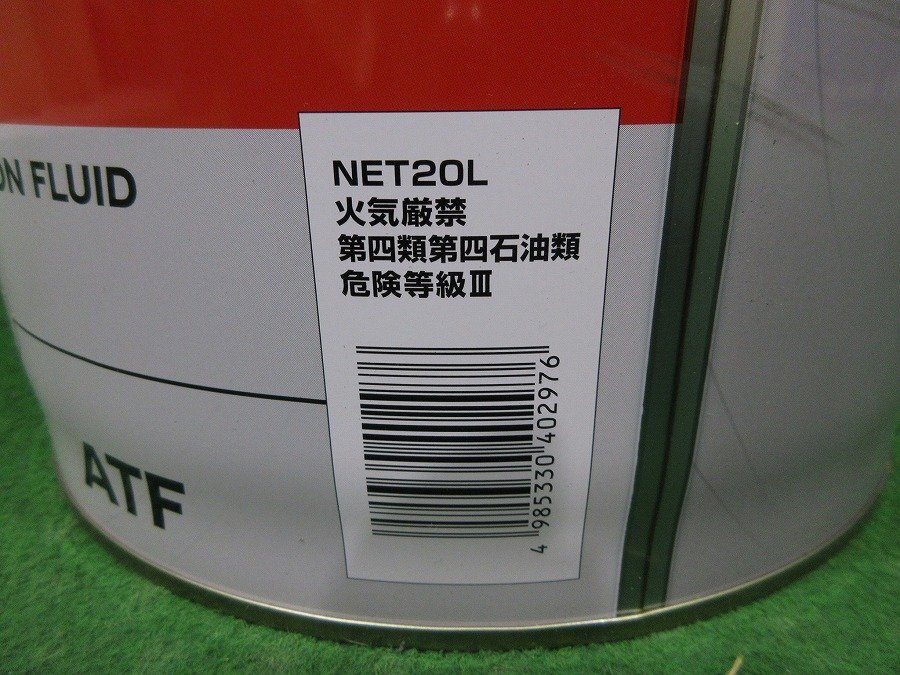 ON FLUID
NET20L
火気厳禁
第四類第四石油類
危険等級Ⅲ
4 985330 402976
ATF